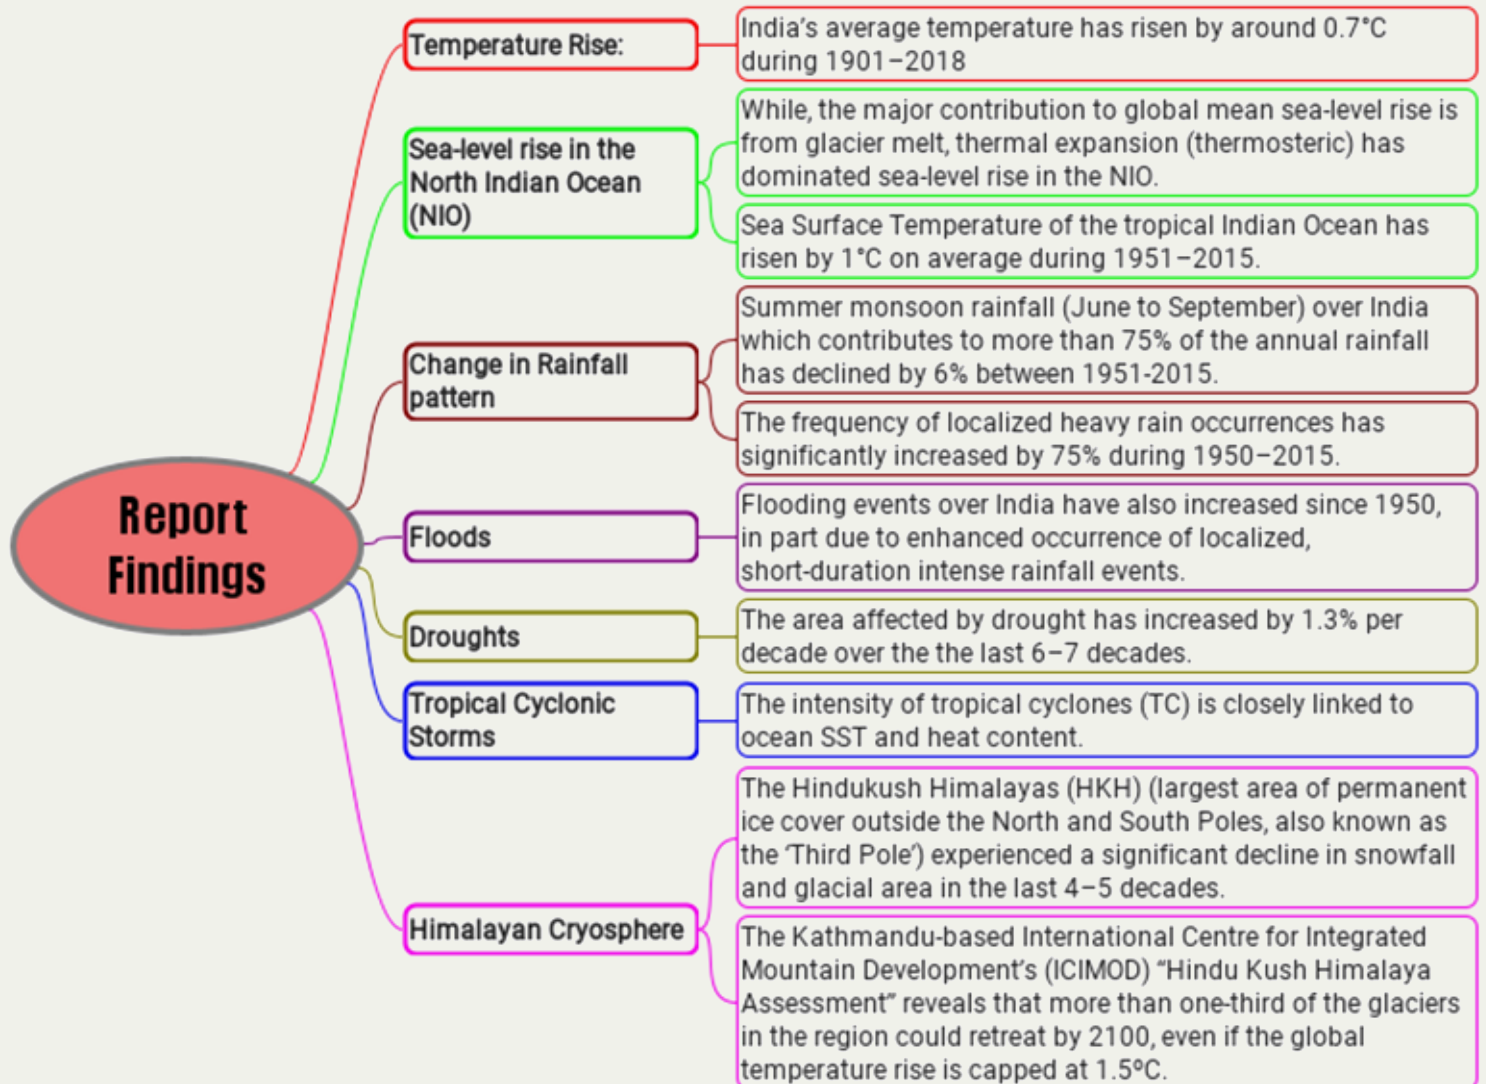 Report
Findings
Temperature Rise:
India’s average temperature has risen by around 0.7°C
during 1901–2018
Sea-level rise in the
North Indian Ocean
(NIO)
While, the major contribution to global mean sea-level rise is
from glacier melt, thermal expansion (thermosteric) has
dominated sea-level rise in the NIO.
Sea Surface Temperature of the tropical Indian Ocean has
risen by 1°C on average during 1951–2015.
Change in Rainfall
pattern
Summer monsoon rainfall (June to September) over India
which contributes to more than 75% of the annual rainfall
has declined by 6% between 1951-2015.
The frequency of localized heavy rain occurrences has
significantly increased by 75% during 1950–2015.
Floods
Flooding events over India have also increased since 1950,
in part due to enhanced occurrence of localized,
short-duration intense rainfall events.
Droughts
The area affected by drought has increased by 1.3% per
decade over the the last 6–7 decades.
Tropical Cyclonic
Storms
The intensity of tropical cyclones (TC) is closely linked to
ocean SST and heat content.
Himalayan Cryosphere
The Hindukush Himalayas (HKH) (largest area of permanent
ice cover outside the North and South Poles, also known as
the ‘Third Pole’) experienced a significant decline in snowfall
and glacial area in the last 4–5 decades.
The Kathmandu-based International Centre for Integrated
Mountain Development’s (ICIMOD) “Hindu Kush Himalaya
Assessment” reveals that more than one-third of the glaciers
in the region could retreat by 2100, even if the global
temperature rise is capped at 1.5ºC.